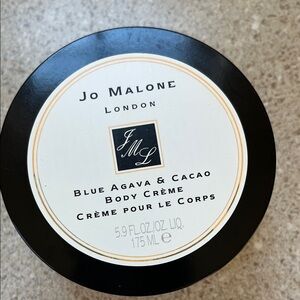 JO MALONE
LONDON
JML
BLUE AGAVA & CACAO
BODY CRÈME
CRÈME POUR LE CORPS
5.9 FL.OZ/OZ. LIQ.
175 ML ℮